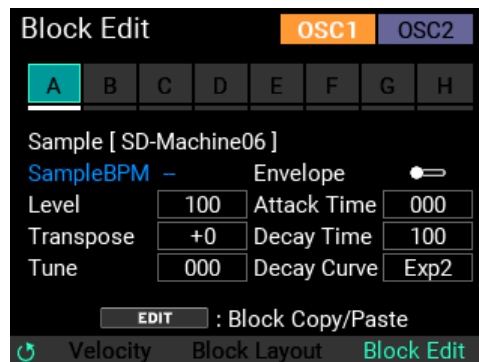 Block Edit OSC1 OSC2
A B C D E F G H
Sample [ SD-Machine06 ]
SampleBPM – Envelope
Level 100 Attack Time 000
Transpose +0 Decay Time 100
Tune 000 Decay Curve Exp2
EDIT : Block Copy/Paste
Velocity Block Layout Block Edit